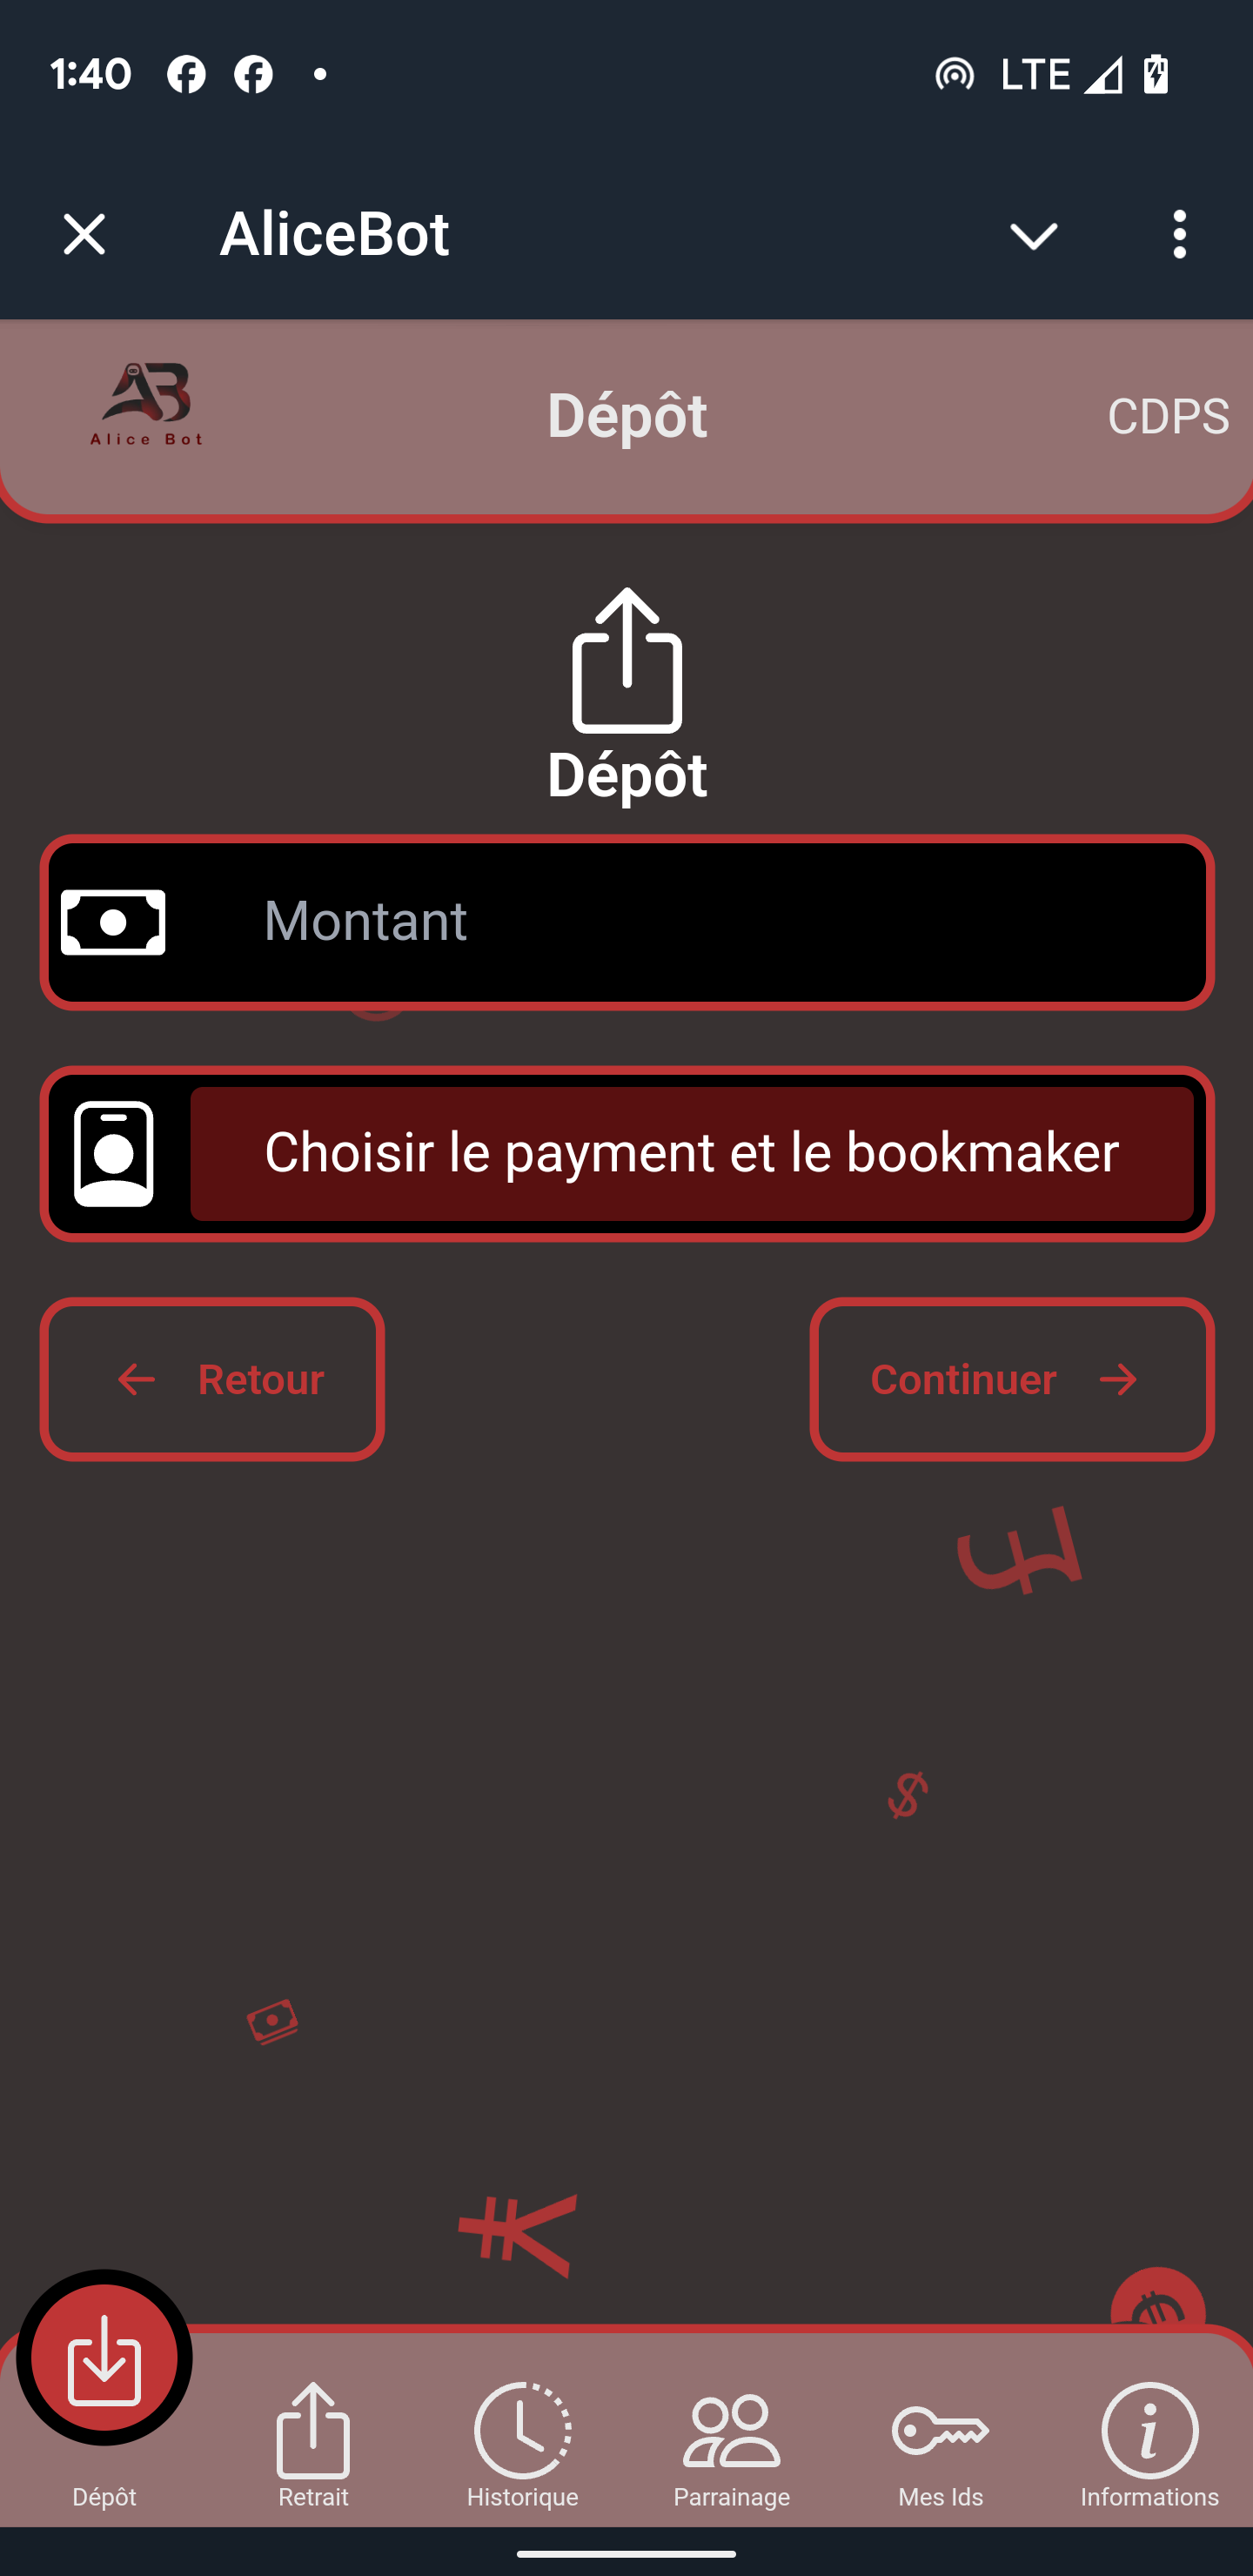 1:40
LTE
AliceBot
Alice Bot
Dépôt
CDPS
Dépôt
Montant
Choisir le payment et le bookmaker
Retour
Continuer
Dépôt
Retrait
Historique
Parrainage
Mes Ids
Informations